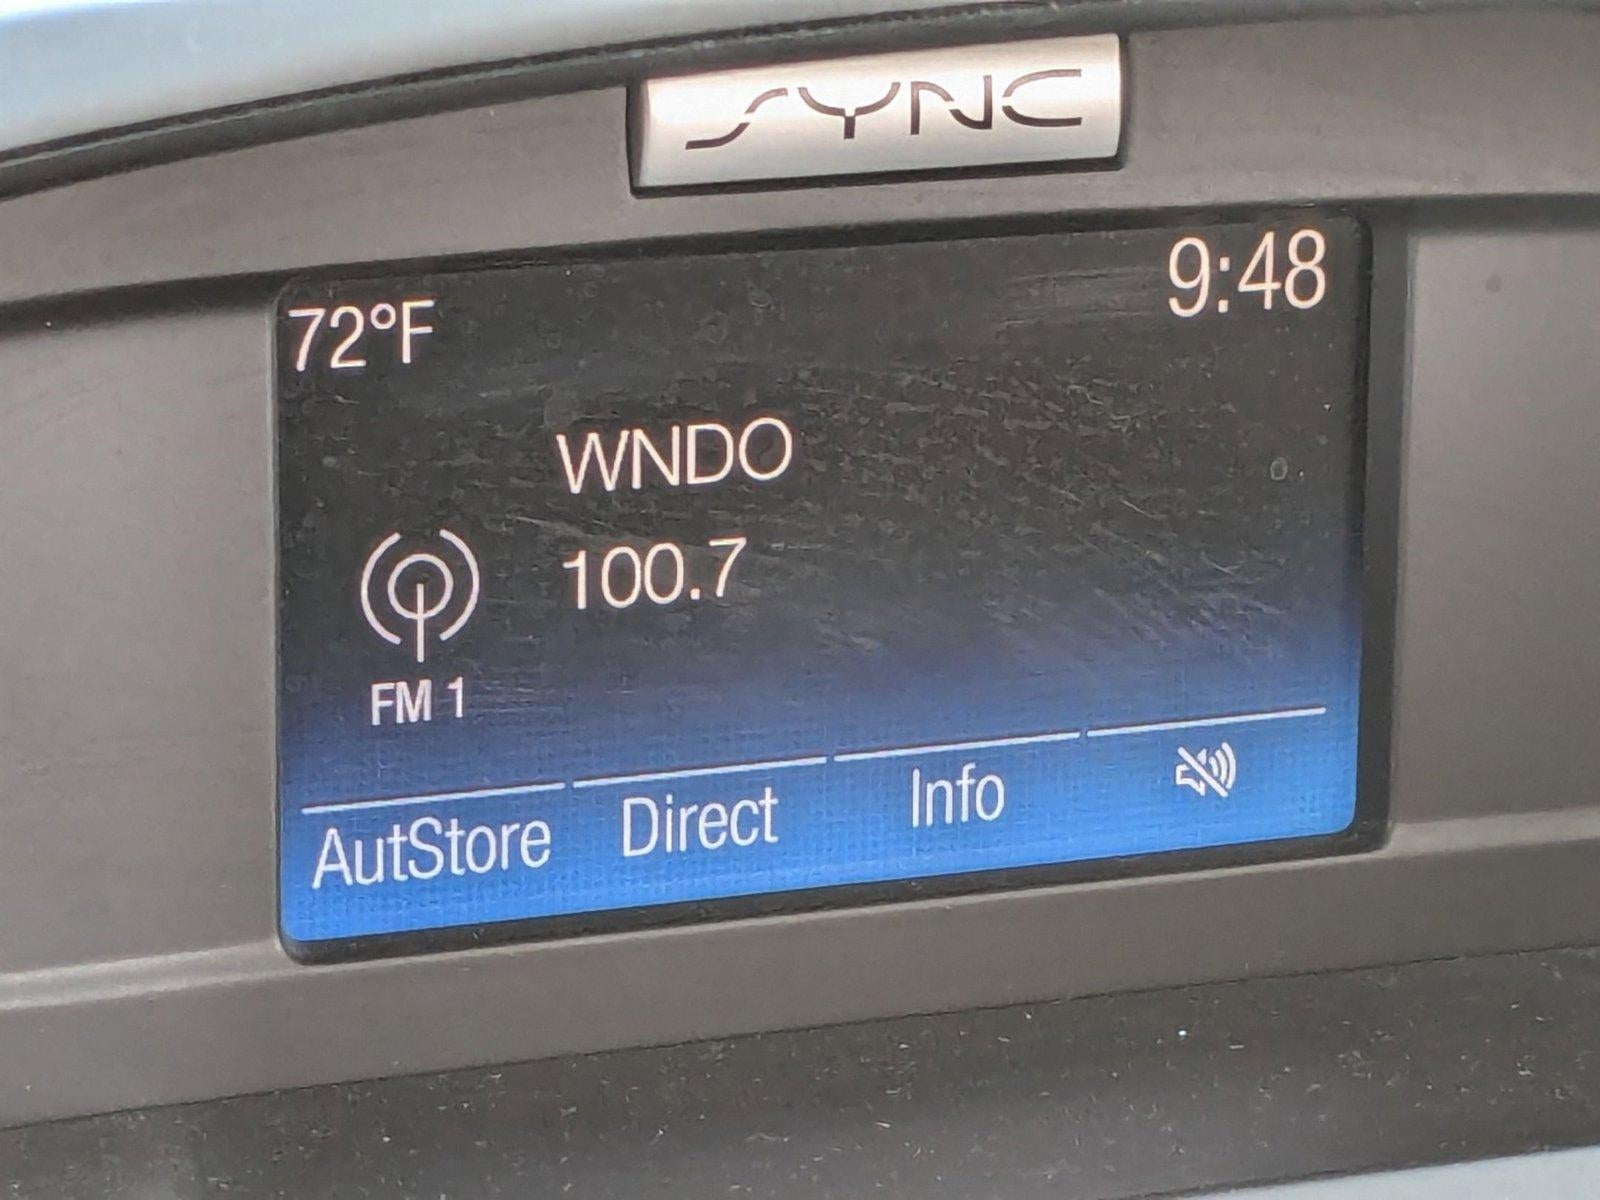 SYNC
72°F 9:48
WNDO
100.7
FM 1
AutStore Direct Info